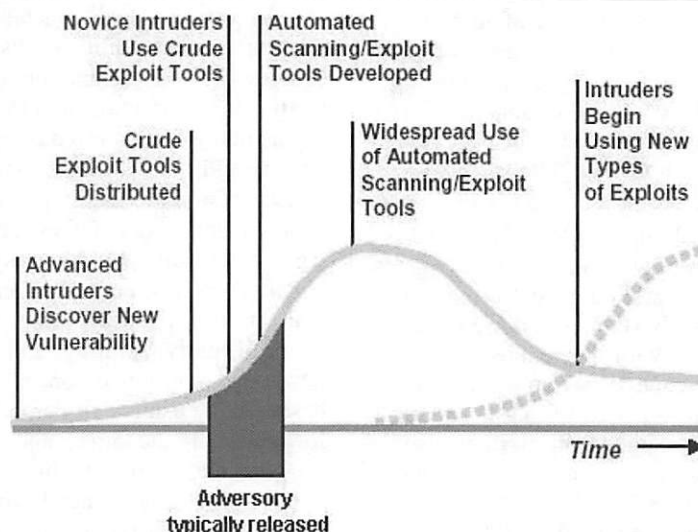 Novice Intruders
Use Crude
Exploit Tools
Automated
Scanning/Exploit
Tools Developed
Crude
Exploit Tools
Distributed
Widespread Use
of Automated
Scanning/Exploit
Tools
Intruders
Begin
Using New
Types
of Exploits
Advanced
Intruders
Discover New
Vulnerability
Time
Adversory
typically released